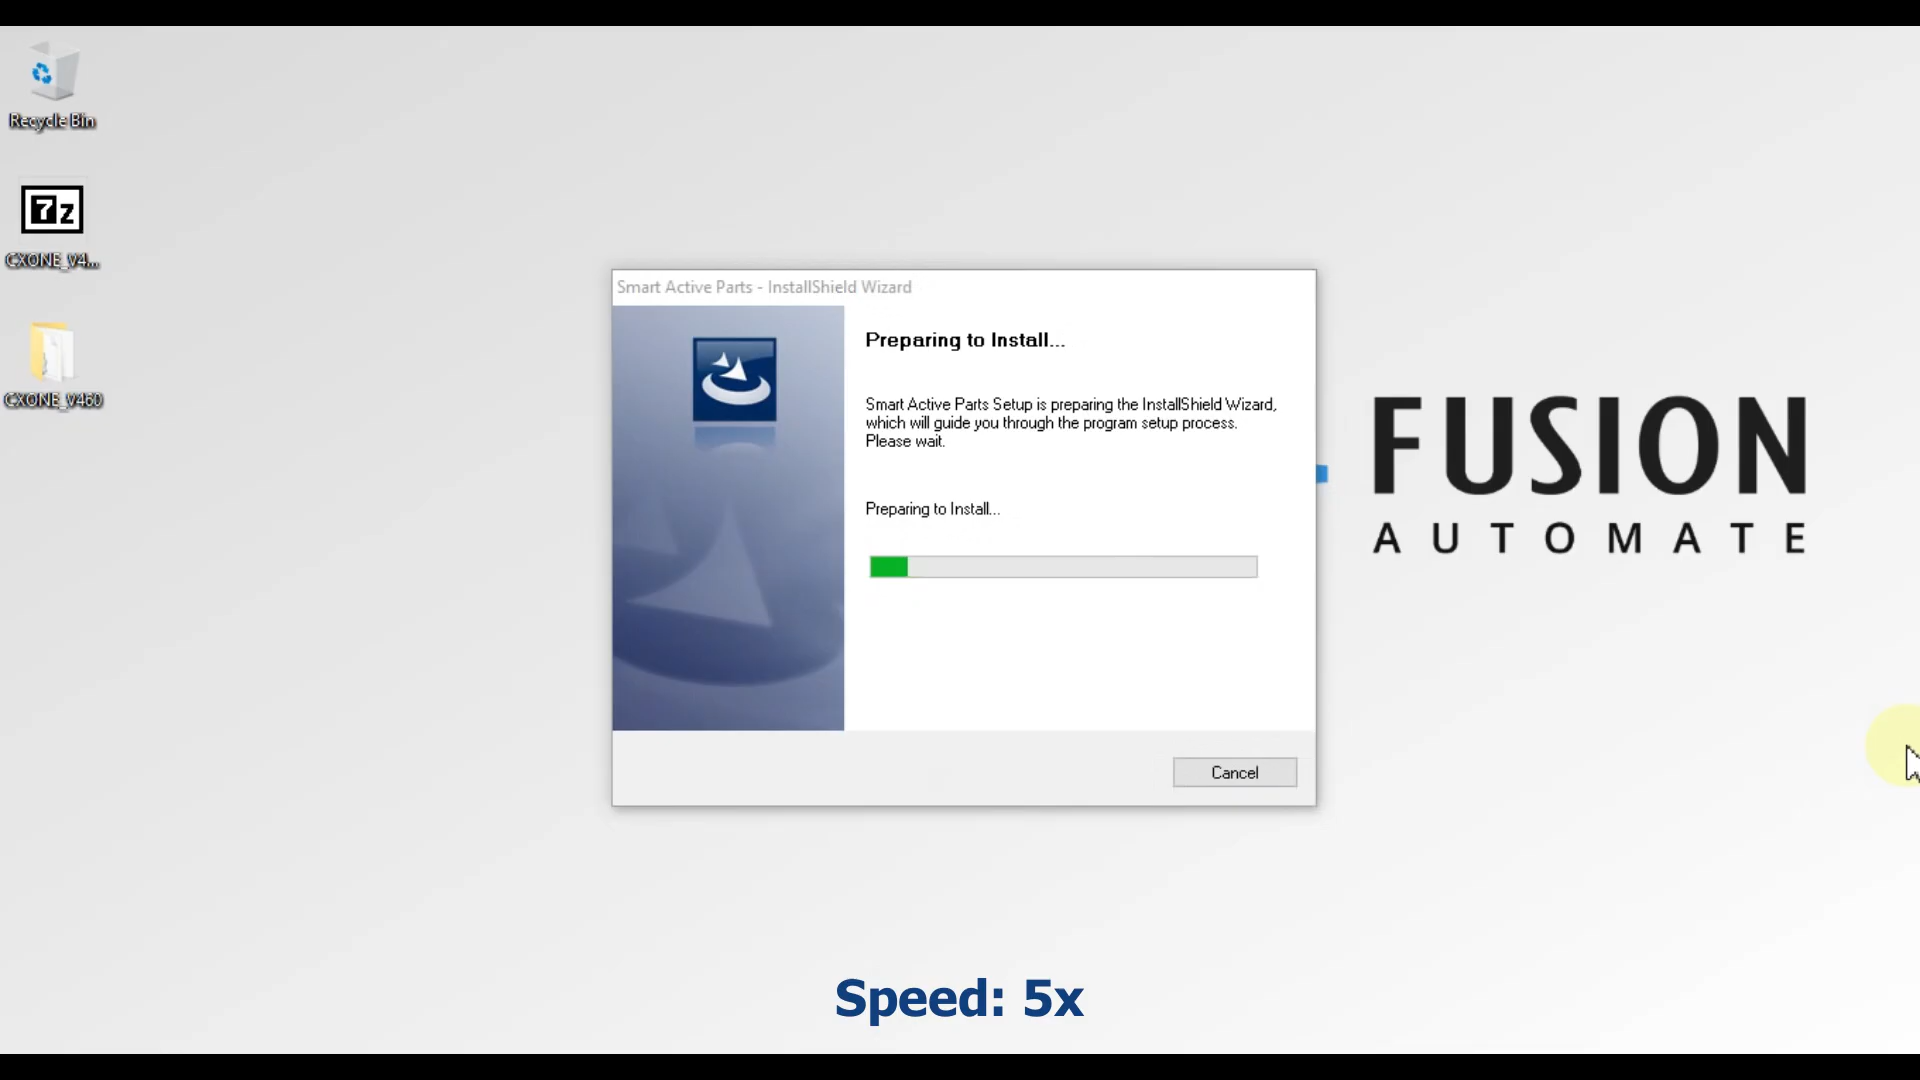 Recycle Bin
7z
CXONE_V4...
CXONE_V460
Smart Active Parts - InstallShield Wizard
Preparing to Install...
Smart Active Parts Setup is preparing the InstallShield Wizard,
which will guide you through the program setup process.
Please wait.
Preparing to Install...
Cancel
FUSION
AUTOMATE
Speed: 5x